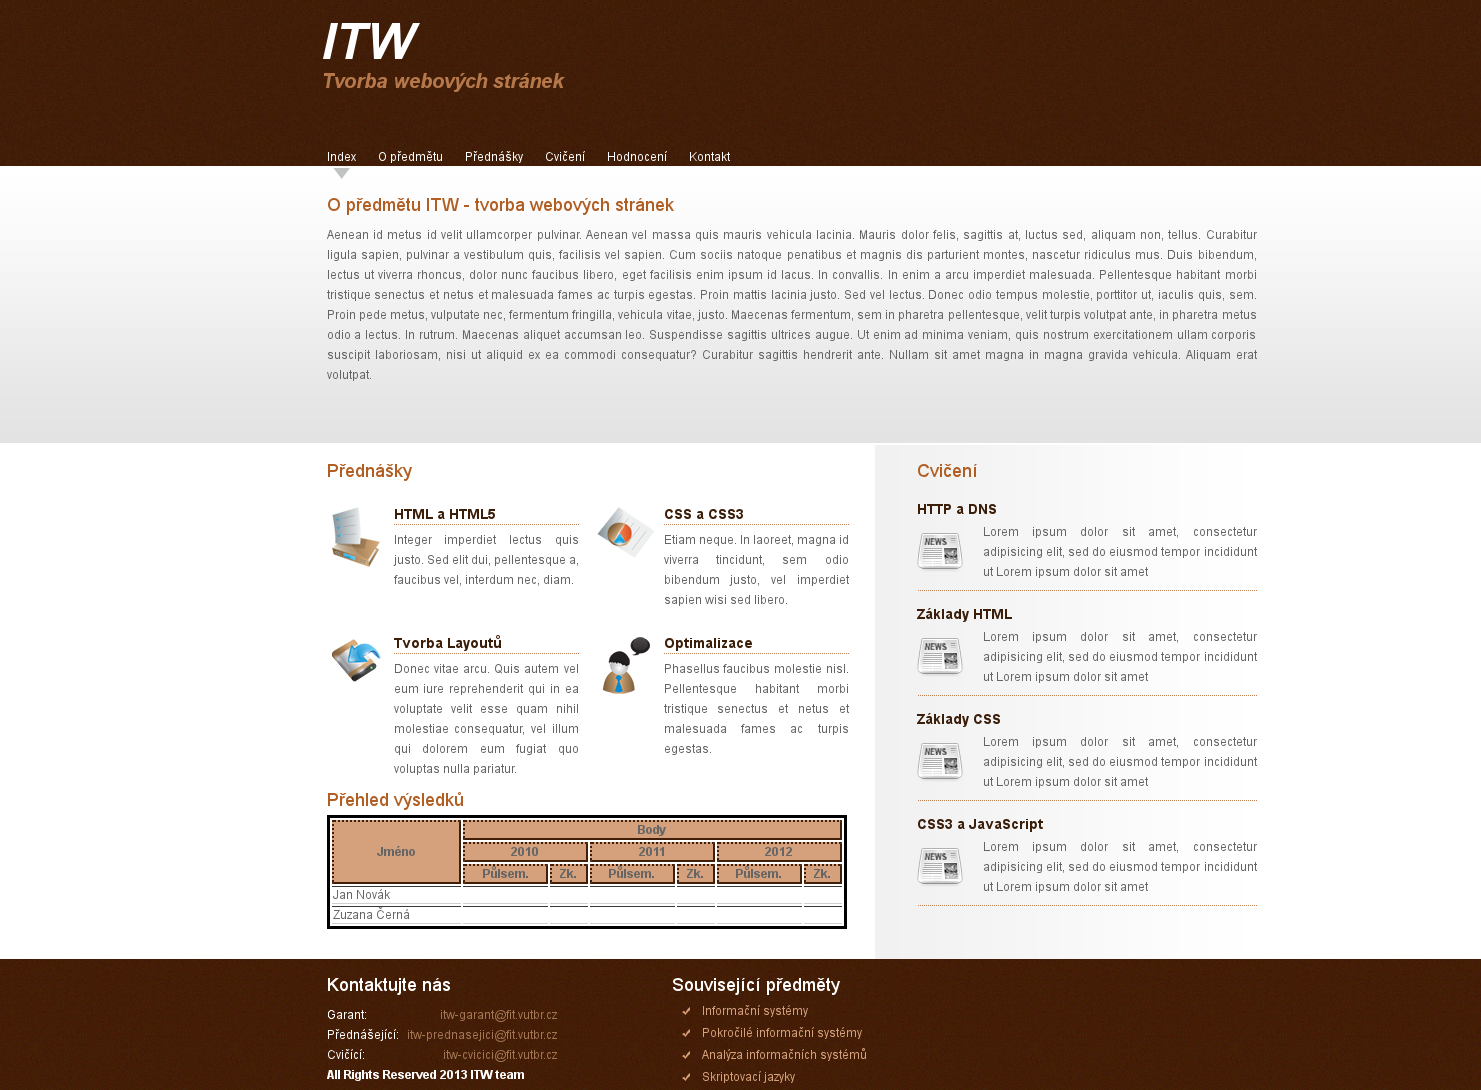 ITW
Tvorba webových stránek
Index O předmětu Přednášky Cvičení Hodnocení Kontakt
O předmětu ITW - tvorba webových stránek
Aenean id metus id velit ullamcorper pulvinar. Aenean vel massa quis mauris vehicula lacinia. Mauris dolor felis, sagittis at, luctus sed, aliquam non, tellus. Curabitur
ligula sapien, pulvinar a vestibulum quis, facilisis vel sapien. Cum sociis natoque penatibus et magnis dis parturient montes, nascetur ridiculus mus. Duis bibendum,
lectus ut viverra rhoncus, dolor nunc faucibus libero, eget facilisis enim ipsum id lacus. In convallis. In enim a arcu imperdiet malesuada. Pellentesque habitant morbi
tristique senectus et netus et malesuada fames ac turpis egestas. Proin mattis lacinia justo. Sed vel lectus. Donec odio tempus molestie, porttitor ut, iaculis quis, sem.
Proin pede metus, vulputate nec, fermentum fringilla, vehicula vitae, justo. Maecenas fermentum, sem in pharetra pellentesque, velit turpis volutpat ante, in pharetra metus
odio a lectus. In rutrum. Maecenas aliquet accumsan leo. Suspendisse sagittis ultrices augue. Ut enim ad minima veniam, quis nostrum exercitationem ullam corporis
suscipit laboriosam, nisi ut aliquid ex ea commodi consequatur? Curabitur sagittis hendrerit ante. Nullam sit amet magna in magna gravida vehicula. Aliquam erat
volutpat.
Přednášky
HTML a HTML5
Integer imperdiet lectus quis
justo. Sed elit dui, pellentesque a,
faucibus vel, interdum nec, diam.
CSS a CSS3
Etiam neque. In laoreet, magna id
viverra tincidunt, sem odio
bibendum justo, vel imperdiet
sapien wisi sed libero.
Tvorba Layoutů
Donec vitae arcu. Quis autem vel
eum iure reprehenderit qui in ea
voluptate velit esse quam nihil
molestiae consequatur, vel illum
qui dolorem eum fugiat quo
voluptas nulla pariatur.
Optimalizace
Phasellus faucibus molestie nisl.
Pellentesque habitant morbi
tristique senectus et netus et
malesuada fames ac turpis
egestas.
Přehled výsledků
Jméno Body
2010 2011 2012
Půlsem. Zk. Půlsem. Zk. Půlsem. Zk.
Jan Novák
Zuzana Černá
Cvičení
HTTP a DNS
NEWS
Lorem ipsum dolor sit amet, consectetur
adipisicing elit, sed do eiusmod tempor incididunt
ut Lorem ipsum dolor sit amet
Základy HTML
NEWS
Lorem ipsum dolor sit amet, consectetur
adipisicing elit, sed do eiusmod tempor incididunt
ut Lorem ipsum dolor sit amet
Základy CSS
NEWS
Lorem ipsum dolor sit amet, consectetur
adipisicing elit, sed do eiusmod tempor incididunt
ut Lorem ipsum dolor sit amet
CSS3 a JavaScript
NEWS
Lorem ipsum dolor sit amet, consectetur
adipisicing elit, sed do eiusmod tempor incididunt
ut Lorem ipsum dolor sit amet
Kontaktujte nás
Garant: itw-garant@fit.vutbr.cz
Přednášející: itw-prednasejici@fit.vutbr.cz
Cvičící: itw-cvicici@fit.vutbr.cz
All Rights Reserved 2013 ITW team
Související předměty
Informační systémy
Pokročilé informační systémy
Analýza informačních systémů
Skriptovací jazyky